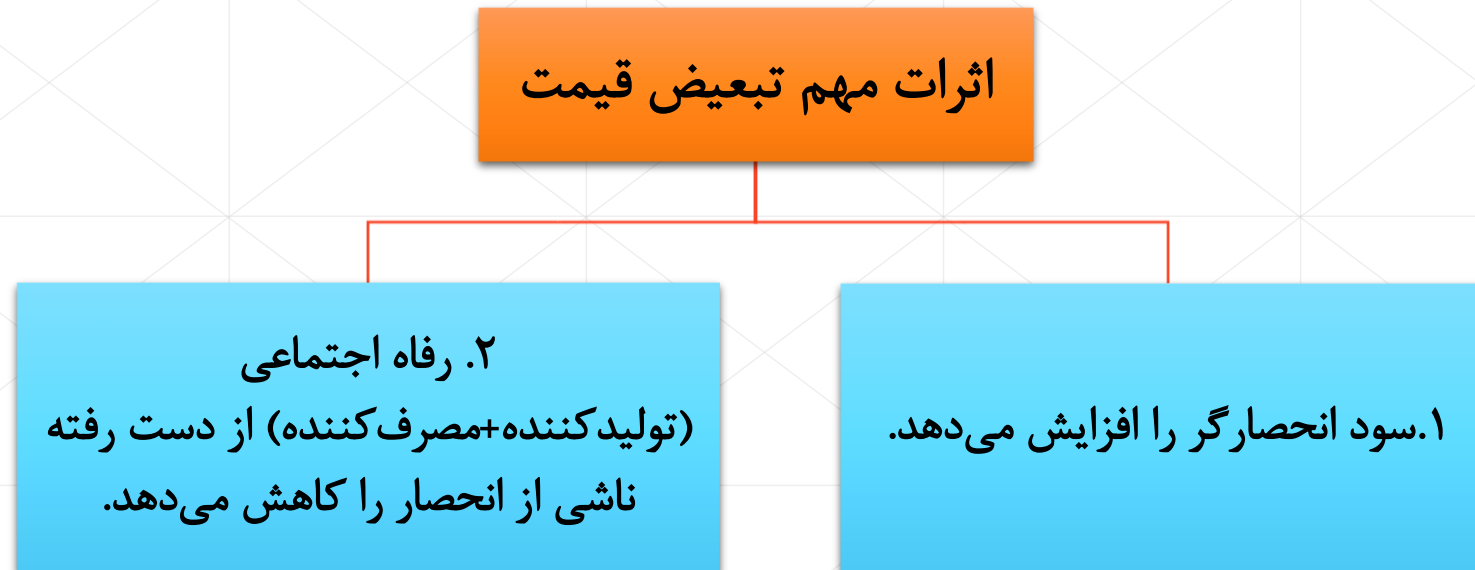 اثرات مهم تبعیض قیمت
۱.سود انحصارگر را افزایش می‌دهد.
۲. رفاه اجتماعی
(تولیدکننده+مصرف‌کننده) از دست رفته
ناشی از انحصار را کاهش می‌دهد.